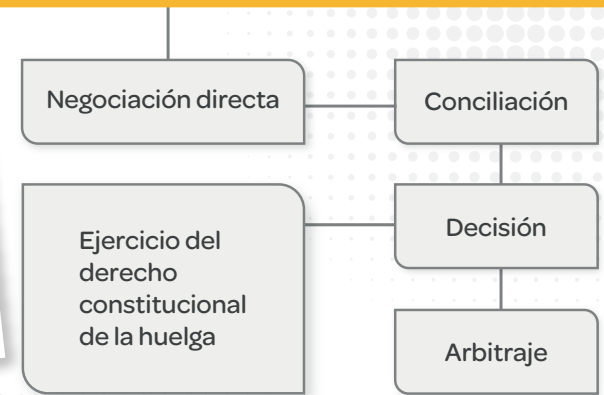 Negociación directa
Conciliación
Decisión
Ejercicio del
derecho
constitucional
de la huelga
Arbitraje